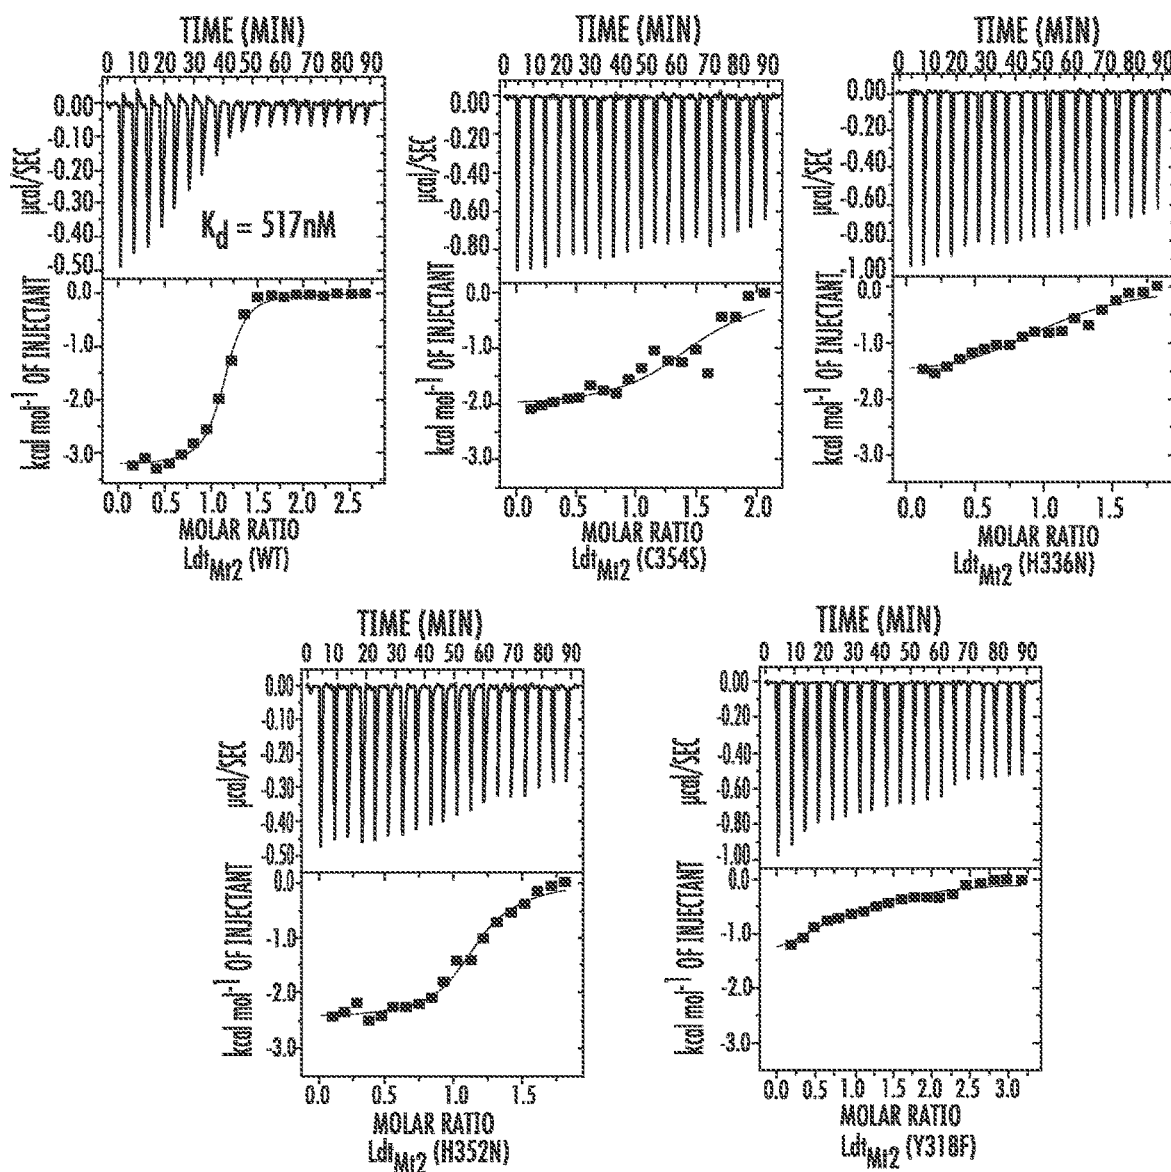 TIME (MIN)
0 10 20 30 40 50 60 70 80 90
0.00
-0.10
-0.20
-0.30
-0.40
-0.50
µcal/SEC
Kd = 517nM
0.0
-1.0
-2.0
-3.0
kcal mol-1 OF INJECTANT
0.0 0.5 1.0 1.5 2.0 2.5
MOLAR RATIO
LdtMt2 (WT)
TIME (MIN)
0 10 20 30 40 50 60 70 80 90
0.00
-0.20
-0.40
-0.60
-0.80
µcal/SEC
0.0
-1.0
-2.0
-3.0
kcal mol-1 OF INJECTANT
0.0 0.5 1.0 1.5 2.0
MOLAR RATIO
LdtMt2 (C354S)
TIME (MIN)
0 10 20 30 40 50 60 70 80 90
0.00
-0.20
-0.40
-0.60
-0.80
-1.00
µcal/SEC
0.0
-1.0
-2.0
-3.0
kcal mol-1 OF INJECTANT
0.0 0.5 1.0 1.5
MOLAR RATIO
LdtMt2 (H336N)
TIME (MIN)
0 10 20 30 40 50 60 70 80 90
0.00
-0.10
-0.20
-0.30
-0.40
-0.50
µcal/SEC
0.0
-1.0
-2.0
-3.0
kcal mol-1 OF INJECTANT
0.0 0.5 1.0 1.5
MOLAR RATIO
LdtMt2 (H352N)
TIME (MIN)
0 10 20 30 40 50 60 70 80 90
0.00
-0.20
-0.40
-0.60
-0.80
-1.00
µcal/SEC
0.0
-1.0
-2.0
-3.0
kcal mol-1 OF INJECTANT
0.0 0.5 1.0 1.5 2.0 2.5 3.0
MOLAR RATIO
LdtMt2 (Y318F)